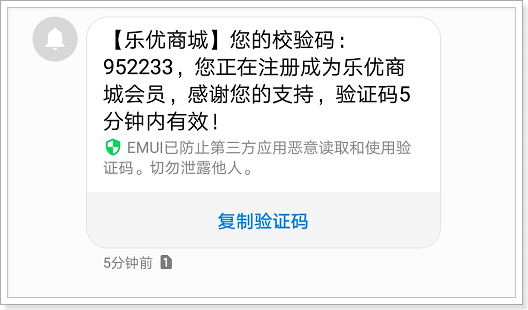 【乐优商城】您的校验码：
952233，您正在注册成为乐优商
城会员，感谢您的支持，验证码5
分钟内有效！
EMUI已防止第三方应用恶意读取和使用验
证码。切勿泄露他人。
复制验证码
5分钟前 1